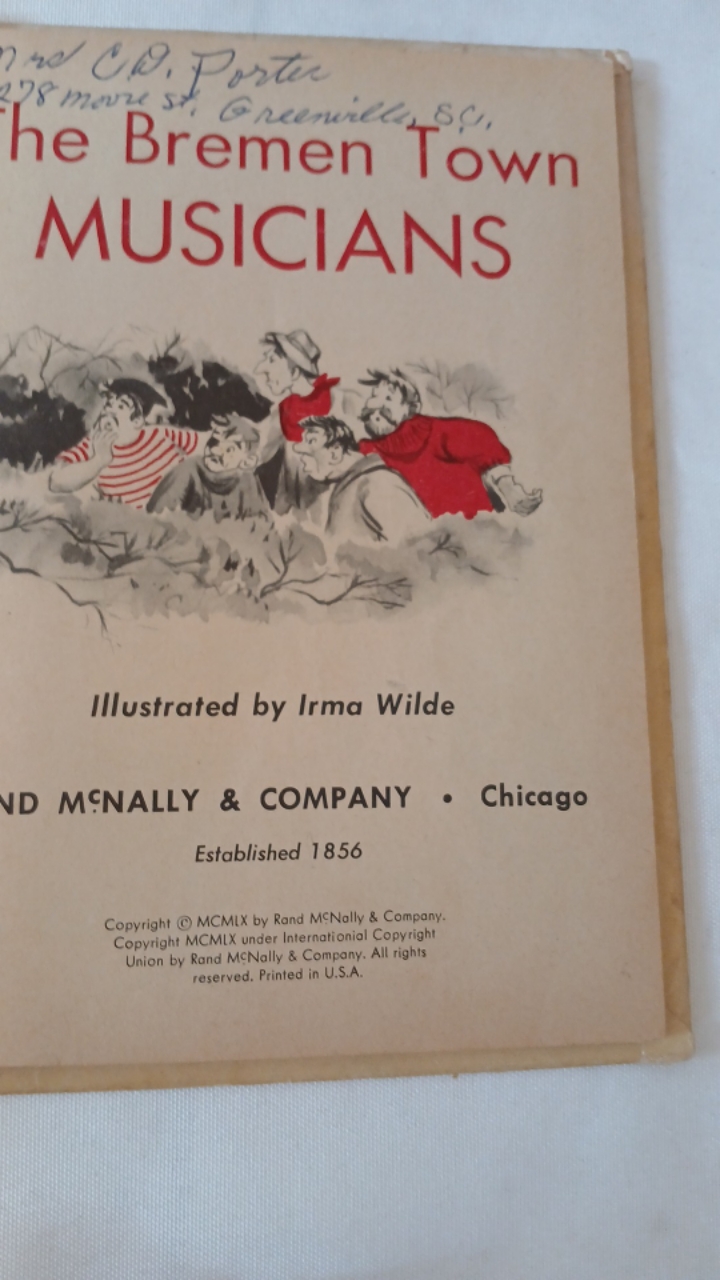 Mrs C.D. Porter
278 Moore St. Greenville, S.C.
The Bremen Town
MUSICIANS
Illustrated by Irma Wilde
ND McNALLY & COMPANY • Chicago
Established 1856
Copyright © MCMLX by Rand McNally & Company.
Copyright MCMLX under Internationial Copyright
Union by Rand McNally & Company. All rights
reserved. Printed in U.S.A.